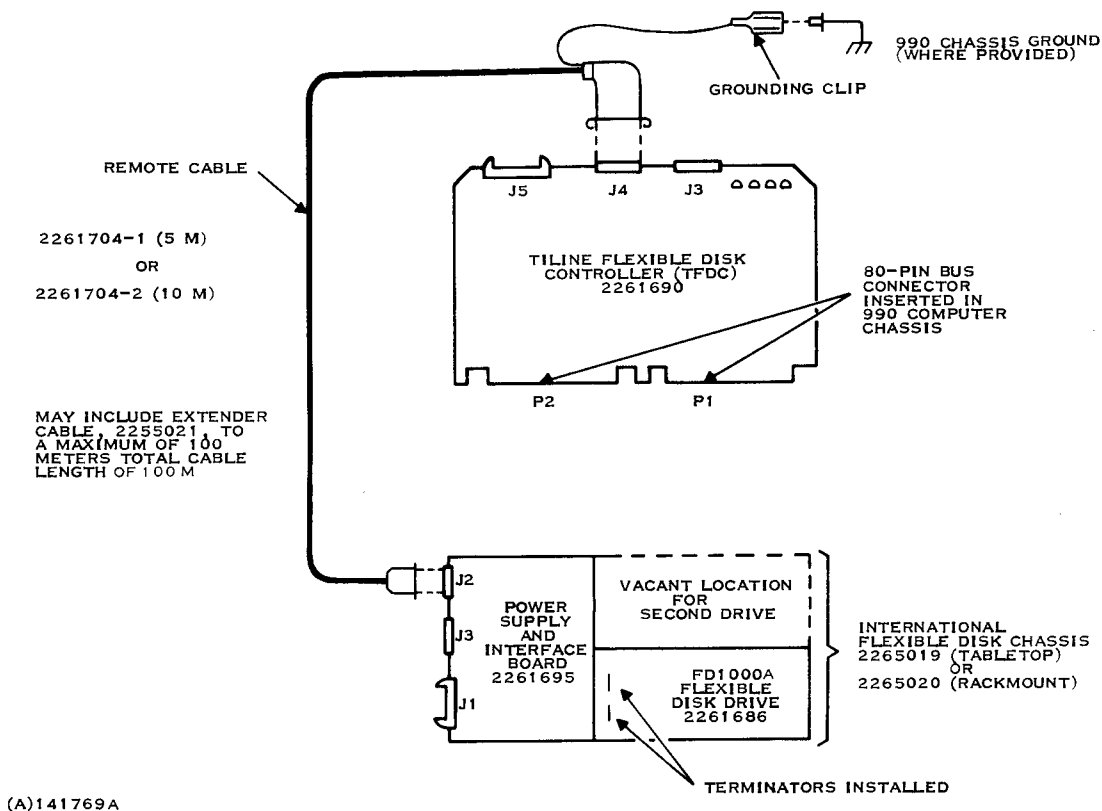 990 CHASSIS GROUND
(WHERE PROVIDED)
GROUNDING CLIP
REMOTE CABLE
2261704-1 (5 M)
OR
2261704-2 (10 M)
J5
J4
J3
TILINE FLEXIBLE DISK
CONTROLLER (TFDC)
2261690
80-PIN BUS
CONNECTOR
INSERTED IN
990 COMPUTER
CHASSIS
P2
P1
MAY INCLUDE EXTENDER
CABLE, 2255021, TO
A MAXIMUM OF 100
METERS TOTAL CABLE
LENGTH OF 100 M
J2
J3
J1
POWER
SUPPLY
AND
INTERFACE
BOARD
2261695
VACANT LOCATION
FOR
SECOND DRIVE
FD1000A
FLEXIBLE
DISK DRIVE
2261686
INTERNATIONAL
FLEXIBLE DISK CHASSIS
2265019 (TABLETOP)
OR
2265020 (RACKMOUNT)
TERMINATORS INSTALLED
(A)141769A